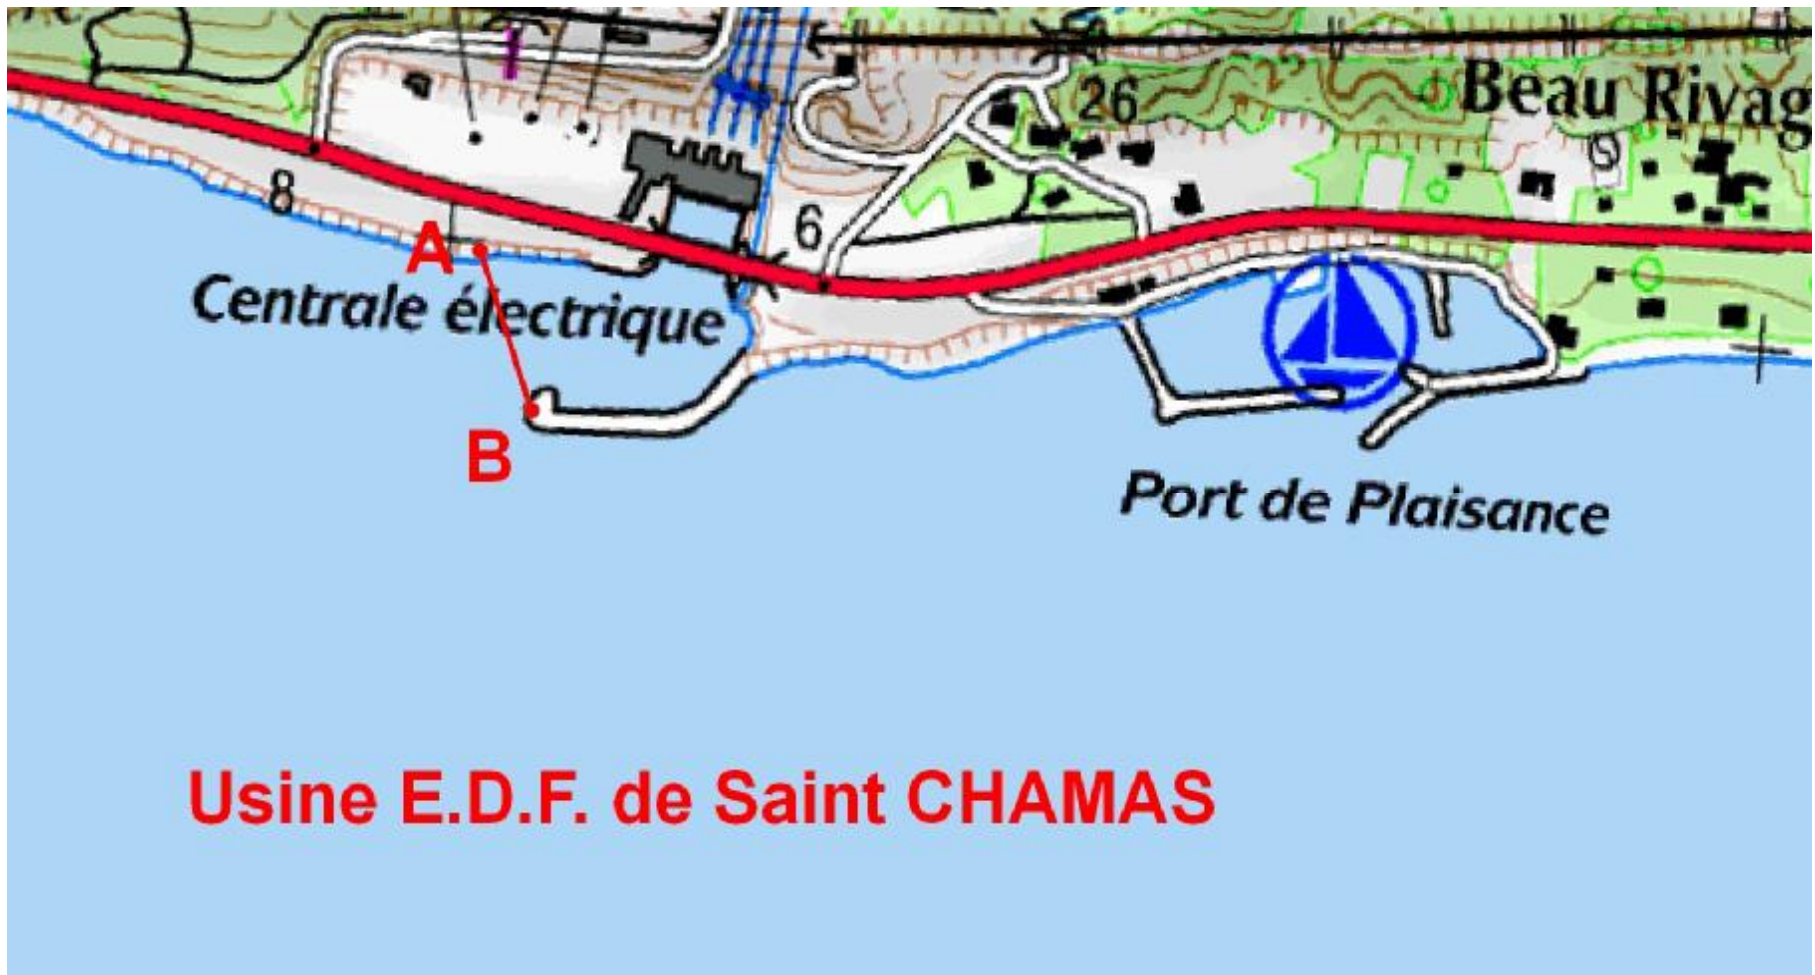 26
Beau Rivag
8
6
A
Centrale électrique
B
Port de Plaisance
Usine E.D.F. de Saint CHAMAS